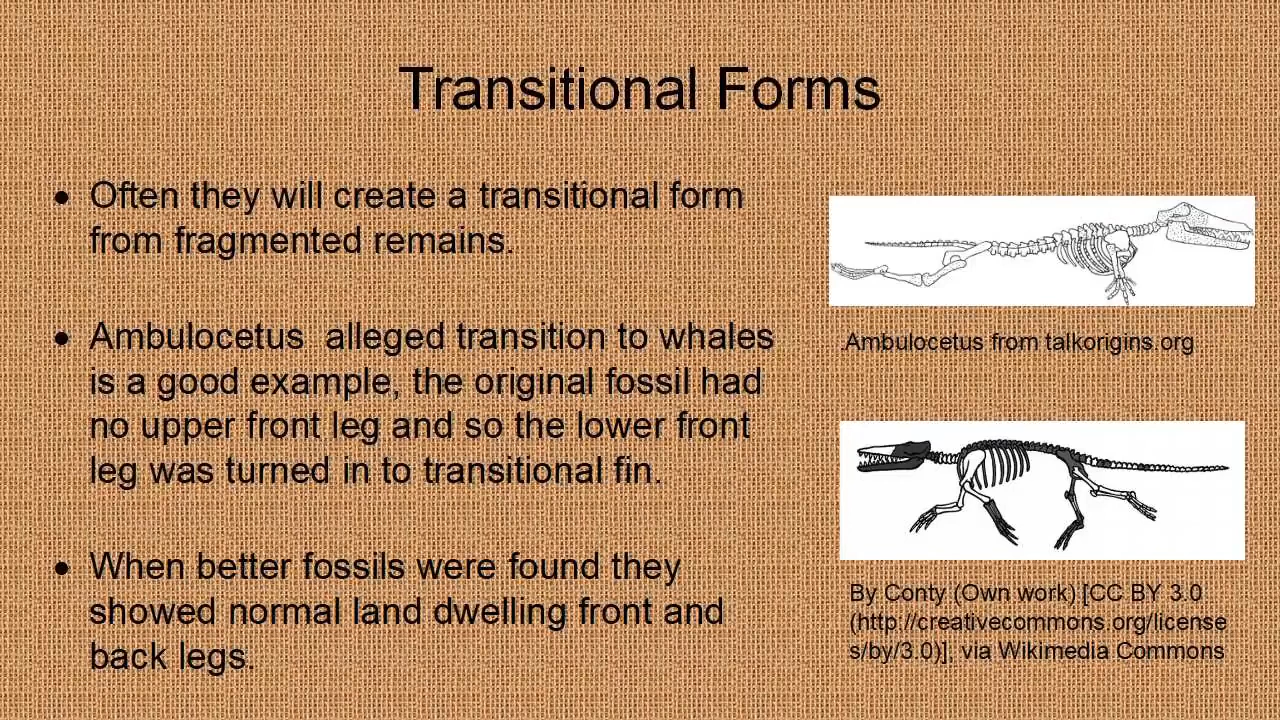 Transitional Forms
● Often they will create a transitional form
from fragmented remains.
● Ambulocetus  alleged transition to whales
is a good example, the original fossil had
no upper front leg and so the lower front
leg was turned in to transitional fin.
● When better fossils were found they
showed normal land dwelling front and
back legs.
.Ambulocetus from talkorigins.org
By Conty (Own work) [CC BY 3.0
(http://creativecommons.org/license
s/by/3.0)], via Wikimedia Commons